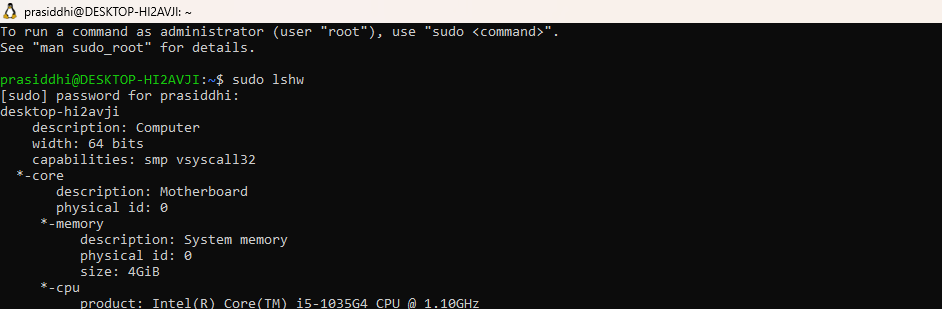 prasiddhi@DESKTOP-HI2AVJI: ~
To run a command as administrator (user "root"), use "sudo <command>".
See "man sudo_root" for details.
prasiddhi@DESKTOP-HI2AVJI:~$ sudo lshw
[sudo] password for prasiddhi:
desktop-hi2avji
    description: Computer
    width: 64 bits
    capabilities: smp vsyscall32
  *-core
       description: Motherboard
       physical id: 0
     *-memory
          description: System memory
          physical id: 0
          size: 4GiB
     *-cpu
          product: Intel(R) Core(TM) i5-1035G4 CPU @ 1.10GHz